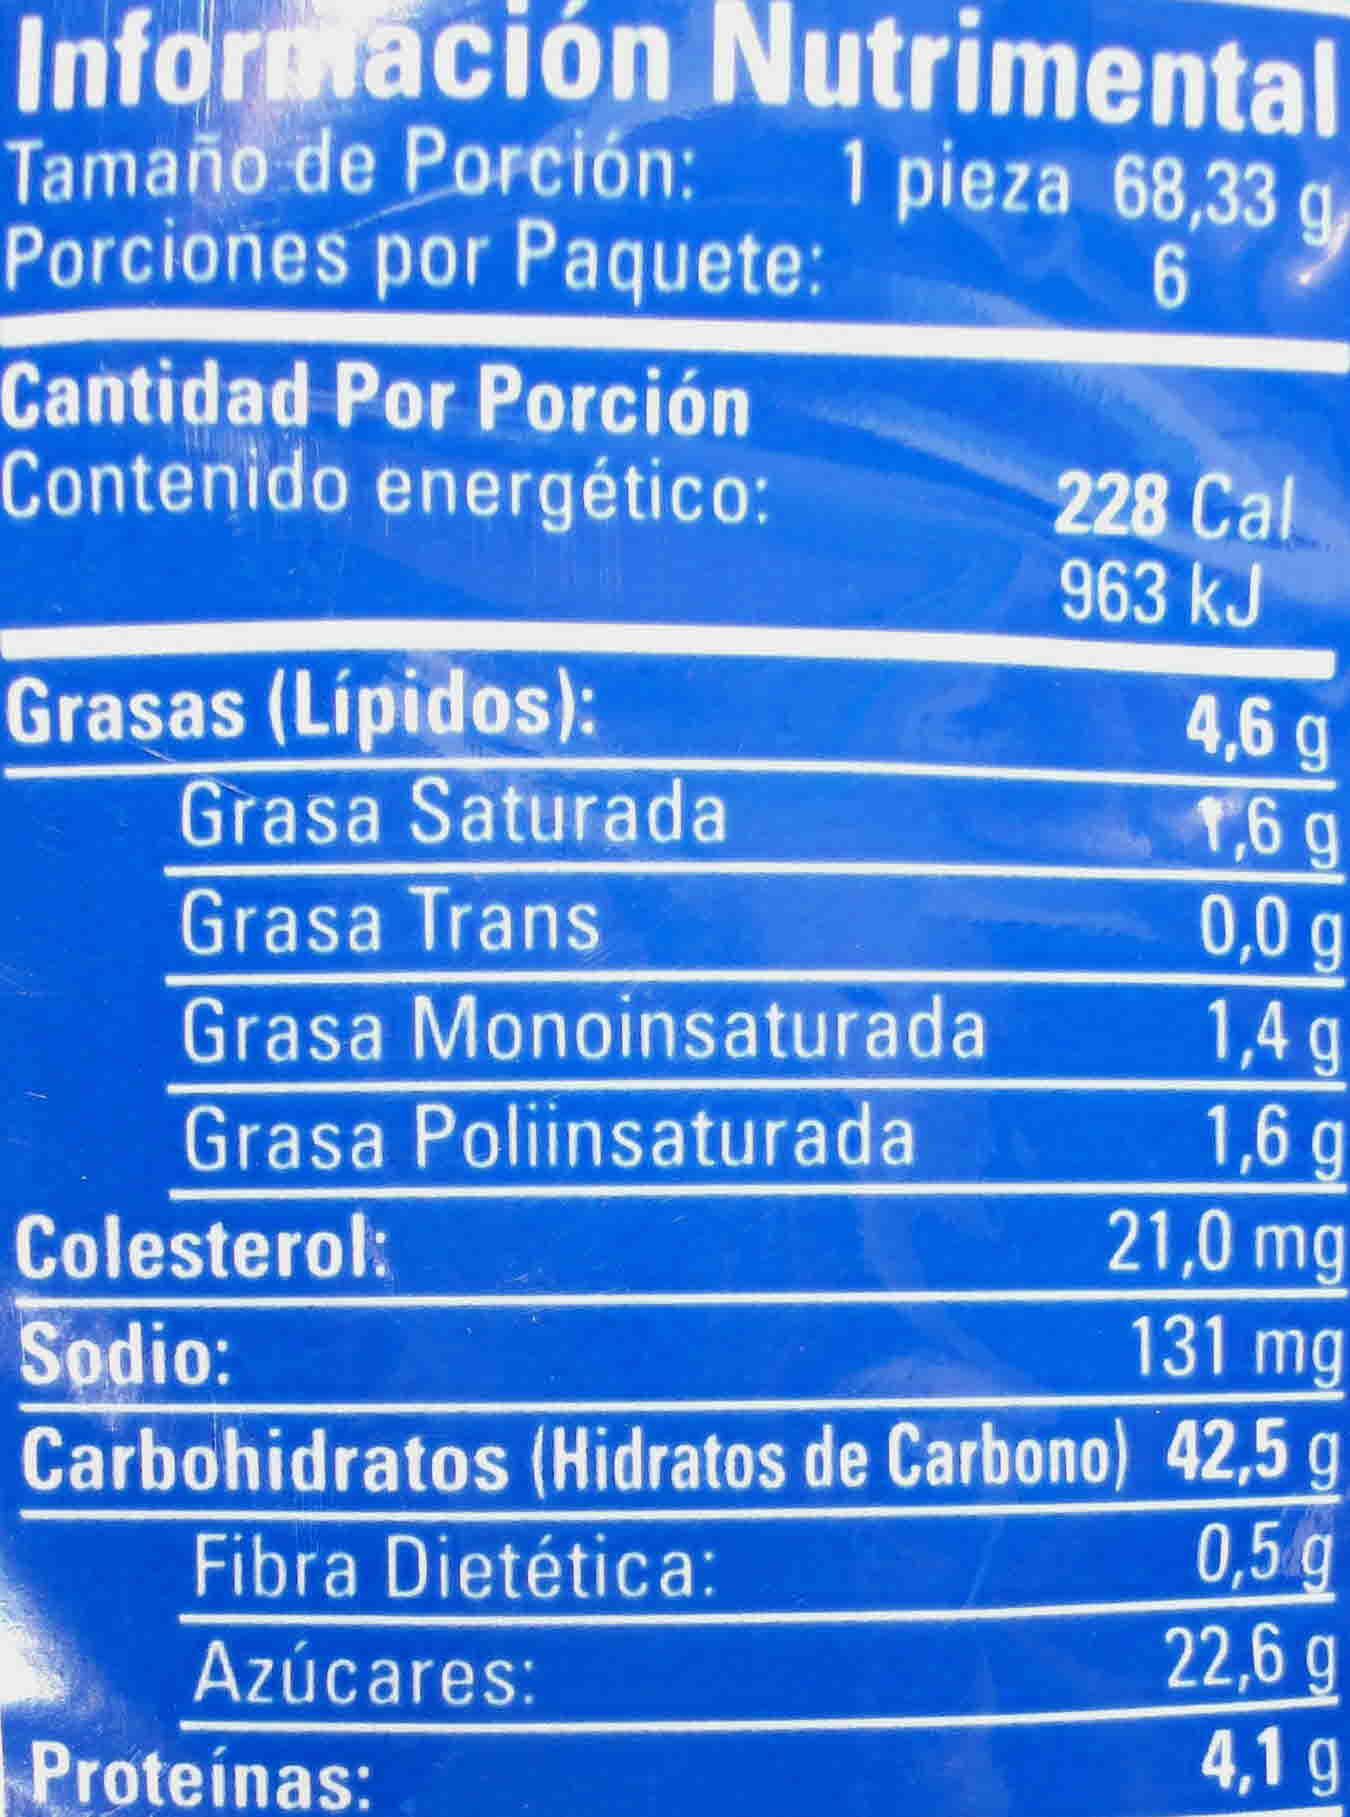 Información Nutrimental
Tamaño de Porción: 1 pieza 68,33 g
Porciones por Paquete: 6
Cantidad Por Porción
Contenido energético: 228 Cal
963 kJ
Grasas (Lípidos): 4,6 g
Grasa Saturada 1,6 g
Grasa Trans 0,0 g
Grasa Monoinsaturada 1,4 g
Grasa Poliinsaturada 1,6 g
Colesterol: 21,0 mg
Sodio: 131 mg
Carbohidratos (Hidratos de Carbono) 42,5 g
Fibra Dietética: 0,5 g
Azúcares: 22,6 g
Proteínas: 4,1 g